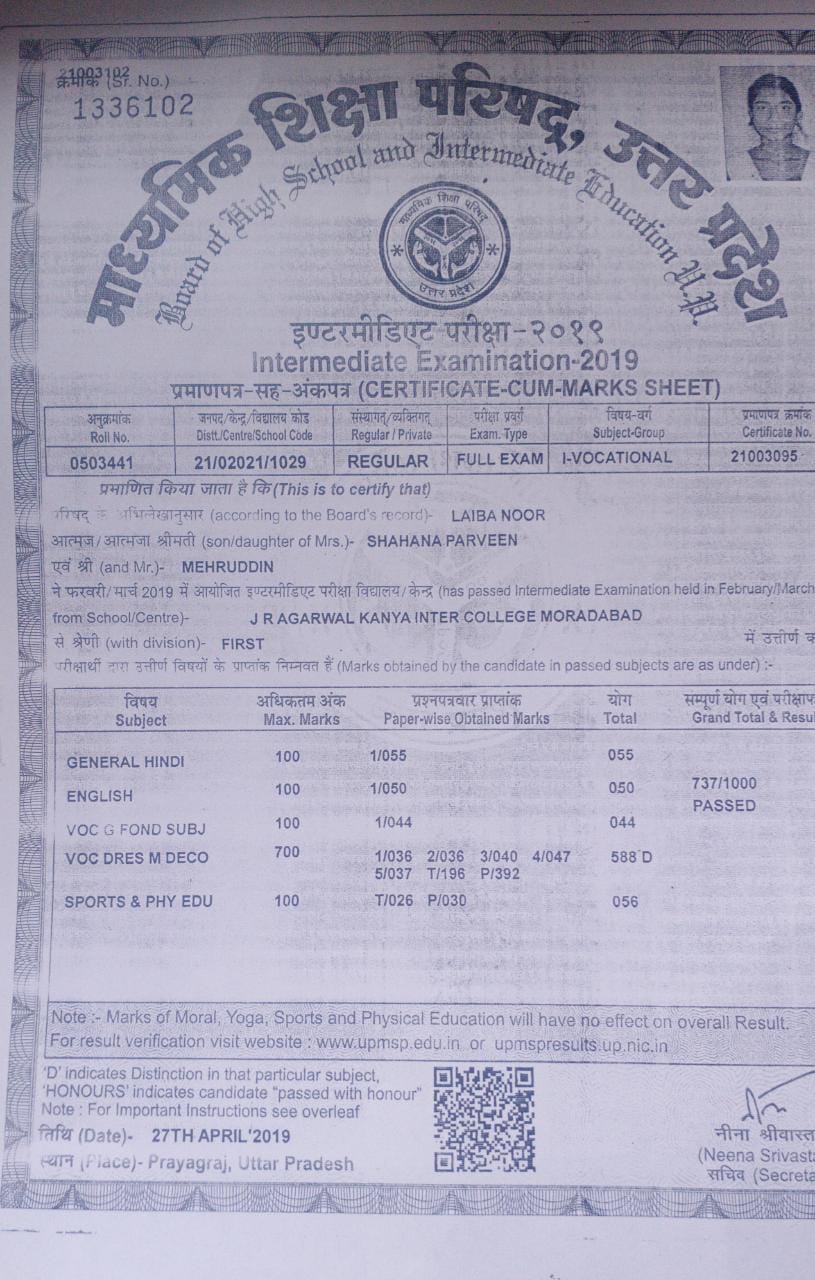 21003102
क्रमांक (Sr. No.)
1336102
माध्यमिक शिक्षा परिषद्, उत्तर प्रदेश
Board of High School and Intermediate Education U.P.
माध्यमिक शिक्षा परिषद्
उत्तर प्रदेश
इण्टरमीडिएट परीक्षा-२०१९
Intermediate Examination-2019
प्रमाणपत्र-सह-अंकपत्र (CERTIFICATE-CUM-MARKS SHEET)
अनुक्रमांक जनपद/केन्द्र/विद्यालय कोड संस्थागत्/व्यक्तिगत् परीक्षा प्रवर्ग विषय-वर्ग प्रमाणपत्र क्रमांक
Roll No. Distt./Centre/School Code Regular / Private Exam. Type Subject-Group Certificate No.
0503441 21/02021/1029 REGULAR FULL EXAM I-VOCATIONAL 21003095
प्रमाणित किया जाता है कि (This is to certify that)
परिषद् के अभिलेखानुसार (according to the Board's record)- LAIBA NOOR
आत्मज/आत्मजा श्रीमती (son/daughter of Mrs.)- SHAHANA PARVEEN
एवं श्री (and Mr.)- MEHRUDDIN
ने फरवरी/मार्च 2019 में आयोजित इण्टरमीडिएट परीक्षा विद्यालय/केन्द्र (has passed Intermediate Examination held in February/March
from School/Centre)- J R AGARWAL KANYA INTER COLLEGE MORADABAD
से श्रेणी (with division)- FIRST में उत्तीर्ण
परीक्षार्थी द्वारा उत्तीर्ण विषयों के प्राप्तांक निम्नवत हैं (Marks obtained by the candidate in passed subjects are as under) :-
विषय अधिकतम अंक प्रश्नपत्रवार प्राप्तांक योग सम्पूर्ण योग एवं
Subject Max. Marks Paper-wise Obtained Marks Total Grand Total &
GENERAL HINDI 100 1/055 055
ENGLISH 100 1/050 050 737/1000
PASSED
VOC G FOND SUBJ 100 1/044 044
VOC DRES M DECO 700 1/036 2/036 3/040 4/047 588 D
5/037 T/196 P/392
SPORTS & PHY EDU 100 T/026 P/030 056
Note :- Marks of Moral, Yoga, Sports and Physical Education will have no effect on overall Result.
For result verification visit website : www.upmsp.edu.in or upmspresults.up.nic.in
'D' indicates Distinction in that particular subject,
'HONOURS' indicates candidate "passed with honour"
Note : For Important Instructions see overleaf
तिथि (Date)- 27TH APRIL'2019
स्थान (Place)- Prayagraj, Uttar Pradesh
नीना
(Neena
सचिव